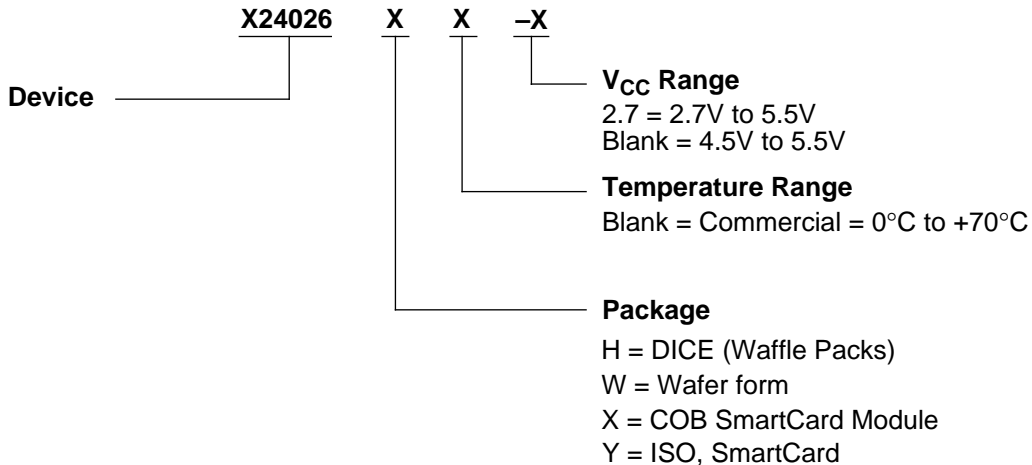 X24026 X X –X
Device
VCC Range
2.7 = 2.7V to 5.5V
Blank = 4.5V to 5.5V
Temperature Range
Blank = Commercial = 0°C to +70°C
Package
H = DICE (Waffle Packs)
W = Wafer form
X = COB SmartCard Module
Y = ISO, SmartCard